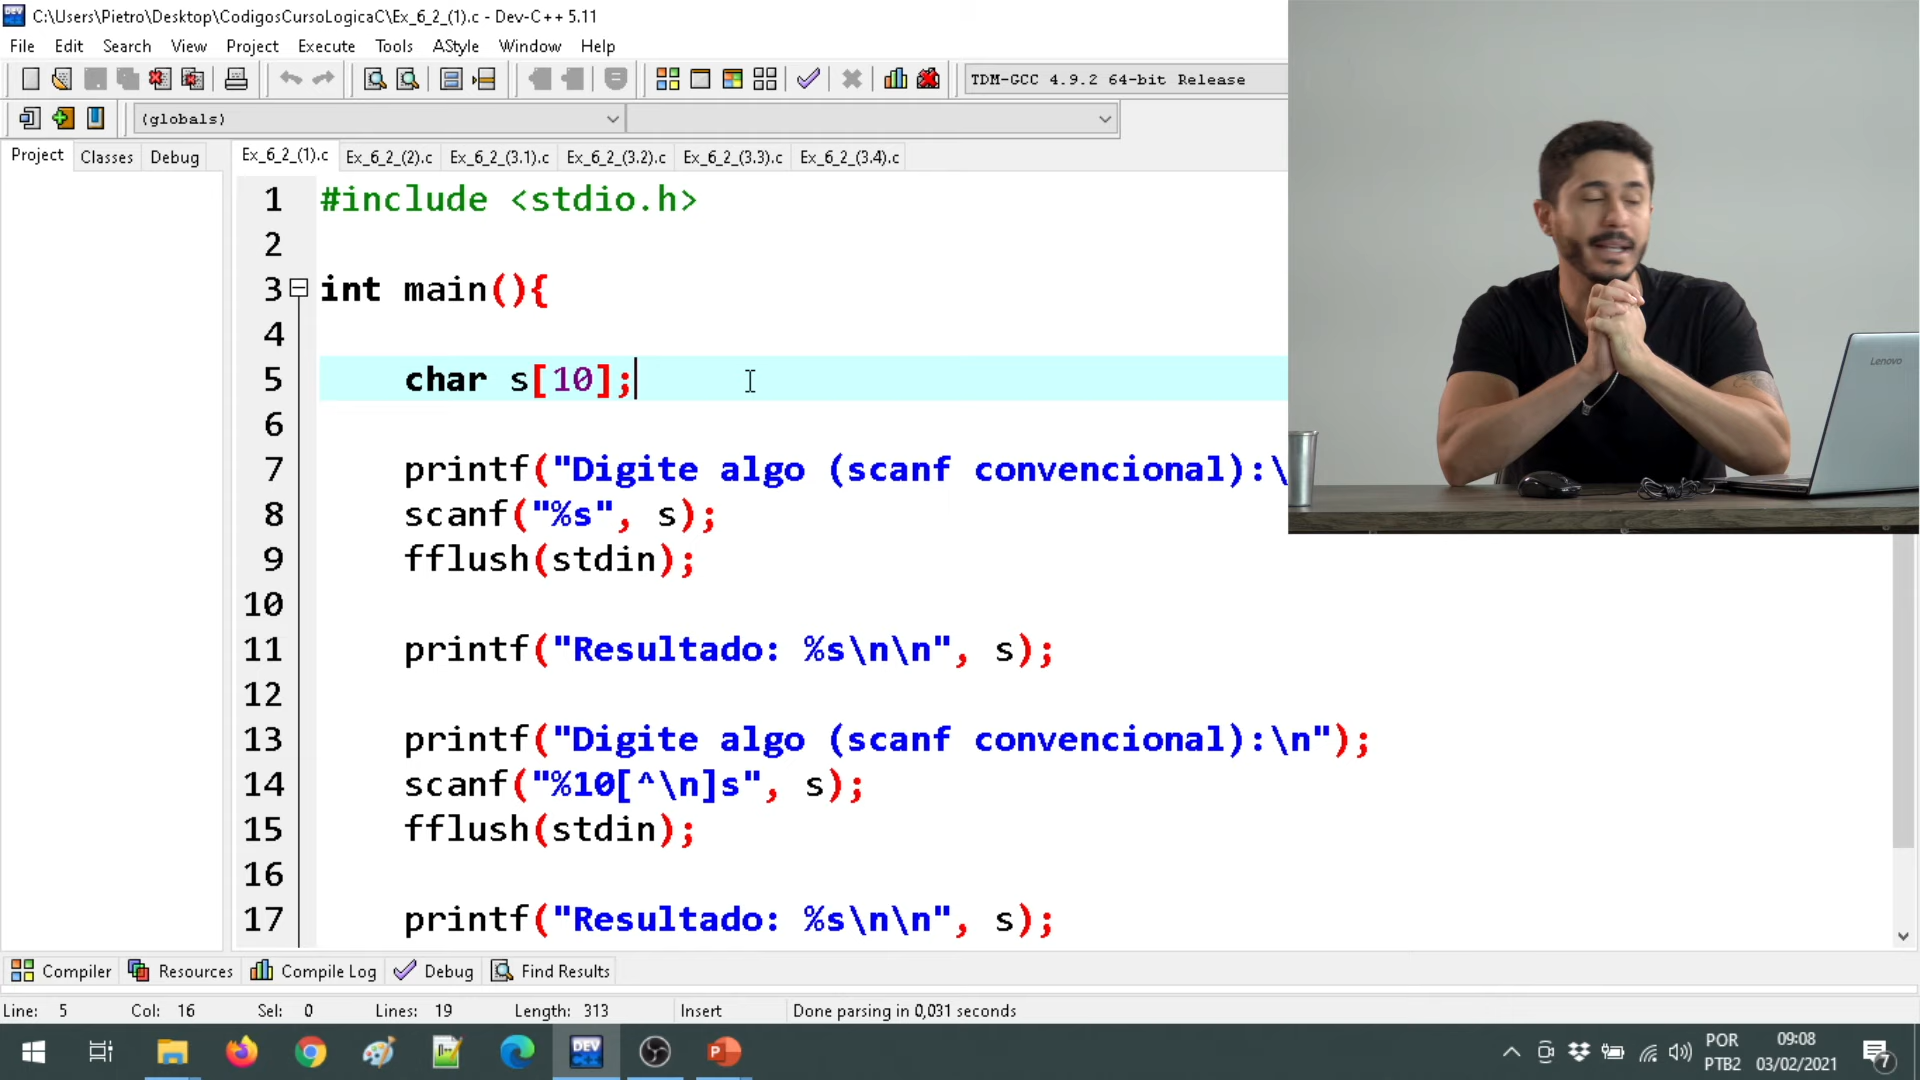 C:\Users\Pietro\Desktop\CodigosCursoLogicaC\Ex_6_2_(1).c - Dev-C++ 5.11
File Edit Search View Project Execute Tools AStyle Window Help
TDM-GCC 4.9.2 64-bit Release
(globals)
Project Classes Debug
Ex_6_2_(1).c Ex_6_2_(2).c Ex_6_2_(3.1).c Ex_6_2_(3.2).c Ex_6_2_(3.3).c Ex_6_2_(3.4).c
1 #include <stdio.h>
2
3 int main(){
4
5 char s[10];
6
7 printf("Digite algo (scanf convencional):\
8 scanf("%s", s);
9 fflush(stdin);
10
11 printf("Resultado: %s\n\n", s);
12
13 printf("Digite algo (scanf convencional):\n");
14 scanf("%10[^\n]s", s);
15 fflush(stdin);
16
17 printf("Resultado: %s\n\n", s);
Lenovo
Compiler Resources Compile Log Debug Find Results
Line: 5 Col: 16 Sel: 0 Lines: 19 Length: 313 Insert Done parsing in 0,031 seconds
DEV
C++
P
POR
PTB2
09:08
03/02/2021
7